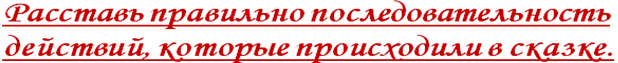 Расставь правильно последовательность
действий, которые происходили в сказке.